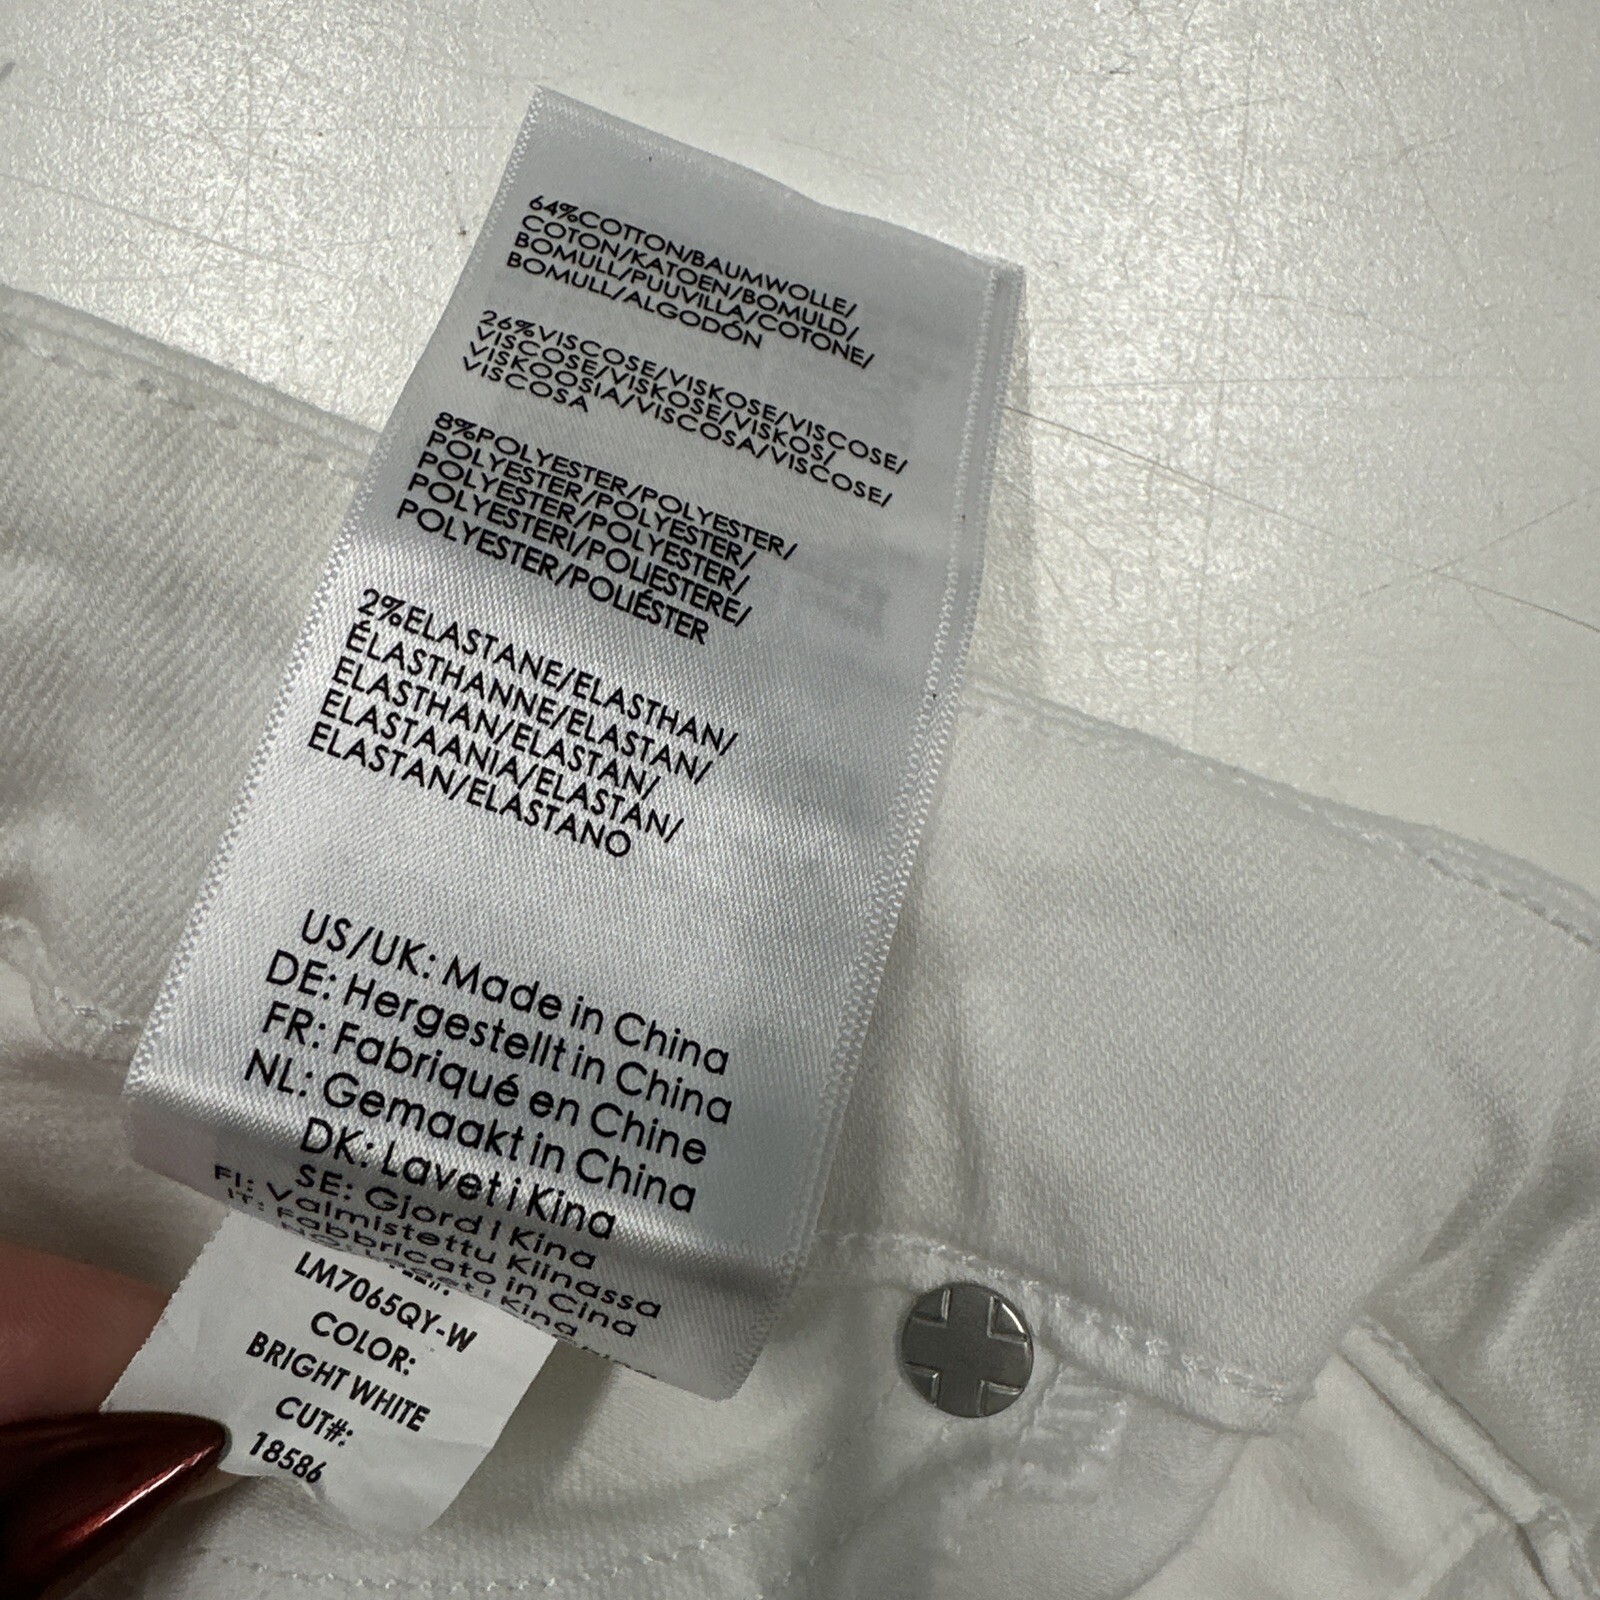 64%COTTON/BAUMWOLLE/
COTON/KATOEN/BOMULD/
BOMULL/PUUVILLA/COTONE/
BOMULL/ALGODÓN
26%VISCOSE/VISKOSE/VISCOSE/
VISCOSE/VISKOSE/VISKOS/
VISKOOSIA/VISCOSA/VISCOSE/
VISCOSA
8%POLYESTER/POLYESTER/
POLYESTER/POLYESTER/
POLYESTER/POLYESTER/
POLYESTERI/POLIESTERE/
POLYESTER/POLIÉSTER
2%ELASTANE/ELASTHAN/
ÉLASTHANNE/ELASTAN/
ELASTHAN/ELASTAN/
ELASTAANIA/ELASTAN/
ELASTAN/ELASTANO
US/UK: Made in China
DE: Hergestellt in China
FR: Fabriqué en Chine
NL: Gemaakt in China
DK: Lavet i Kina
SE: Gjord I Kina
FI: Valmistettu Kiinassa
IT: Fabbricato in Cina
Kina
LM7065QY-W
COLOR:
BRIGHT WHITE
CUT#:
18586